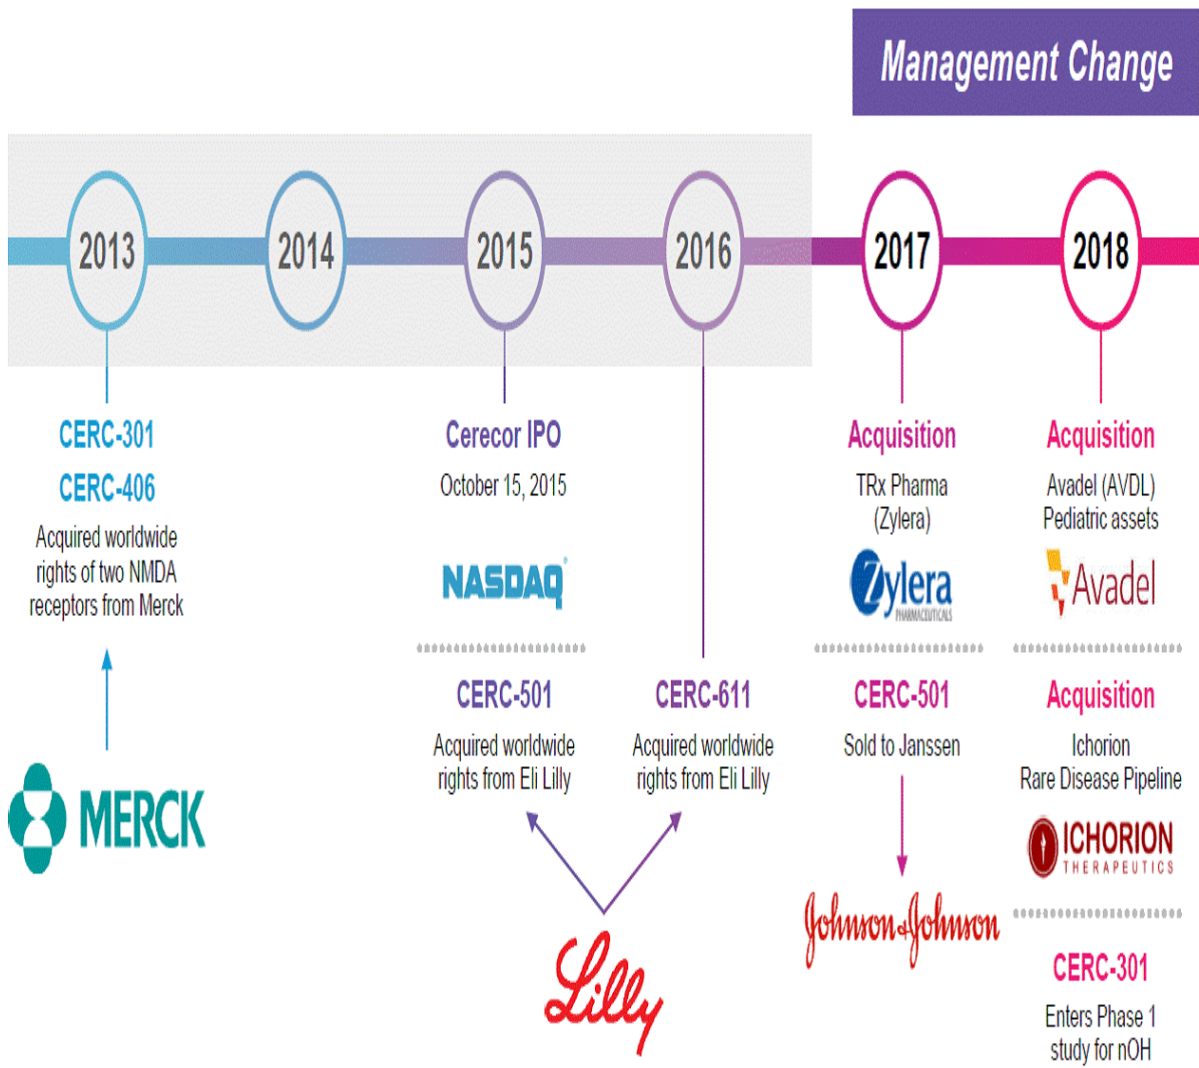 Management Change
2013
2014
2015
2016
2017
2018
CERC-301
CERC-406
Acquired worldwide
rights of two NMDA
receptors from Merck
MERCK
Cerecor IPO
October 15, 2015
NASDAQ®
CERC-501
Acquired worldwide
rights from Eli Lilly
CERC-611
Acquired worldwide
rights from Eli Lilly
Lilly
Acquisition
TRx Pharma
(Zylera)
Zylera
PHARMACEUTICALS
CERC-501
Sold to Janssen
Johnson&Johnson
Acquisition
Avadel (AVDL)
Pediatric assets
Avadel
Acquisition
Ichorion
Rare Disease Pipeline
ICHORION
THERAPEUTICS
CERC-301
Enters Phase 1
study for nOH